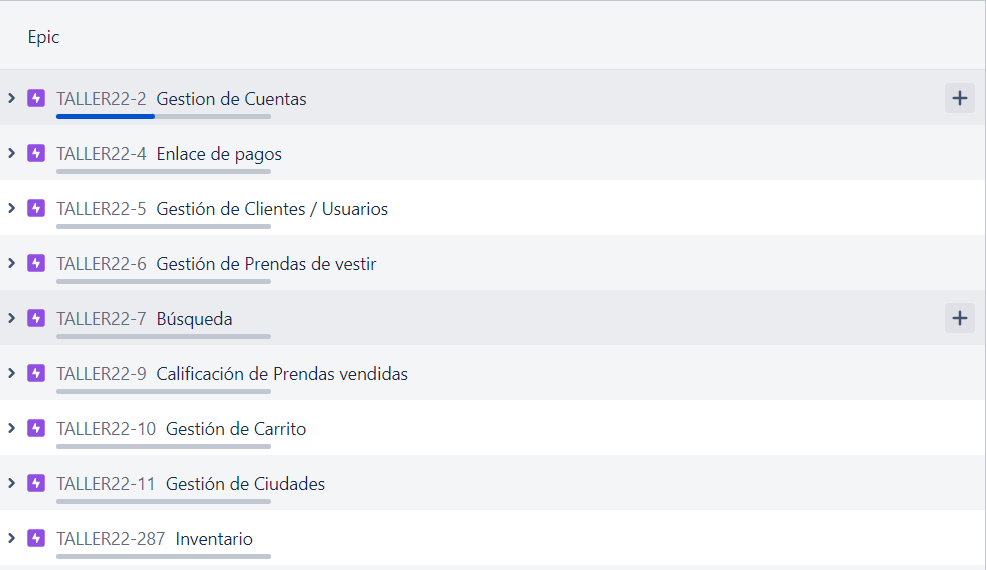 Epic
TALLER22-2 Gestion de Cuentas
TALLER22-4 Enlace de pagos
TALLER22-5 Gestión de Clientes / Usuarios
TALLER22-6 Gestión de Prendas de vestir
TALLER22-7 Búsqueda
TALLER22-9 Calificación de Prendas vendidas
TALLER22-10 Gestión de Carrito
TALLER22-11 Gestión de Ciudades
TALLER22-287 Inventario